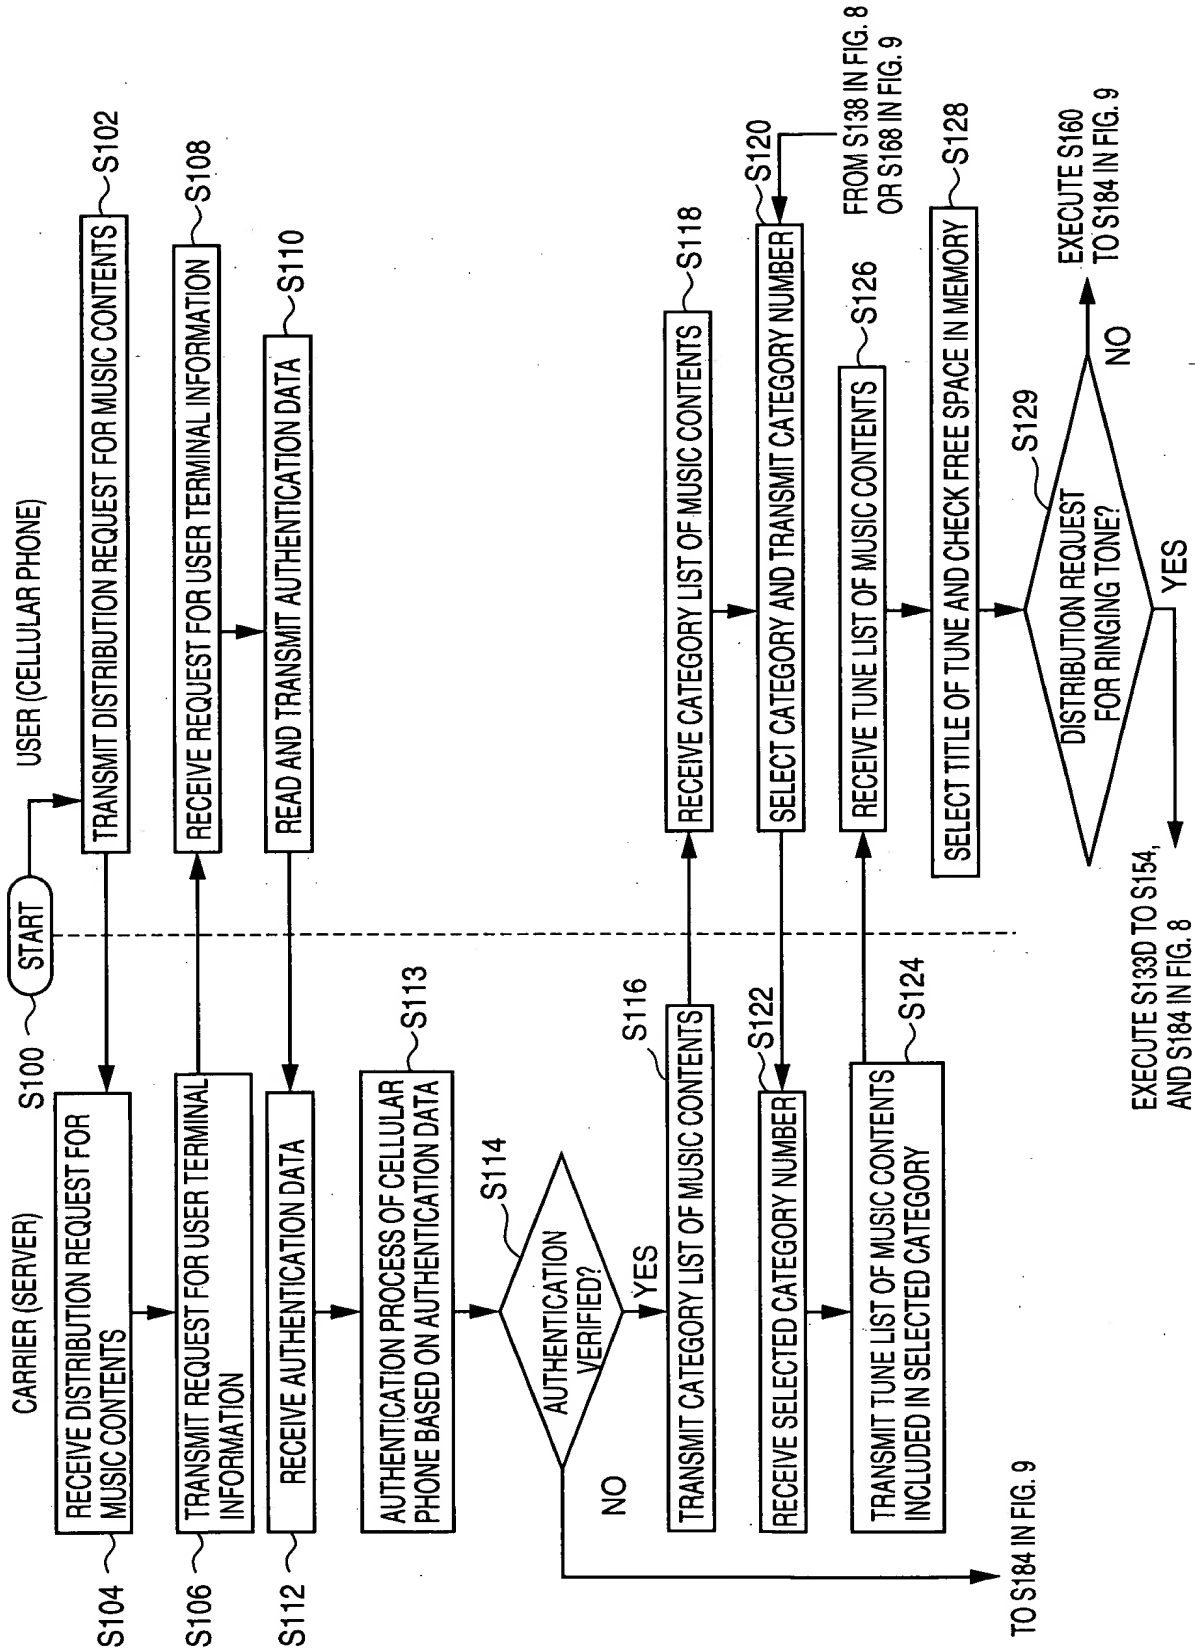 CARRIER (SERVER)
USER (CELLULAR PHONE)
S100
START
TRANSMIT DISTRIBUTION REQUEST FOR MUSIC CONTENTS
S102
S104
RECEIVE DISTRIBUTION REQUEST FOR
MUSIC CONTENTS
S106
TRANSMIT REQUEST FOR USER TERMINAL
INFORMATION
RECEIVE REQUEST FOR USER TERMINAL INFORMATION
S108
READ AND TRANSMIT AUTHENTICATION DATA
S110
S112
RECEIVE AUTHENTICATION DATA
AUTHENTICATION PROCESS OF CELLULAR
PHONE BASED ON AUTHENTICATION DATA
S113
AUTHENTICATION
VERIFIED?
S114
NO
YES
TO S184 IN FIG. 9
TRANSMIT CATEGORY LIST OF MUSIC CONTENTS
S116
RECEIVE CATEGORY LIST OF MUSIC CONTENTS
S118
SELECT CATEGORY AND TRANSMIT CATEGORY NUMBER
S120
FROM S138 IN FIG. 8
OR S168 IN FIG. 9
RECEIVE SELECTED CATEGORY NUMBER
S122
TRANSMIT TUNE LIST OF MUSIC CONTENTS
INCLUDED IN SELECTED CATEGORY
S124
RECEIVE TUNE LIST OF MUSIC CONTENTS
S126
SELECT TITLE OF TUNE AND CHECK FREE SPACE IN MEMORY
S128
DISTRIBUTION REQUEST
FOR RINGING TONE?
S129
NO
EXECUTE S160
TO S184 IN FIG. 9
YES
EXECUTE S133D TO S154,
AND S184 IN FIG. 8